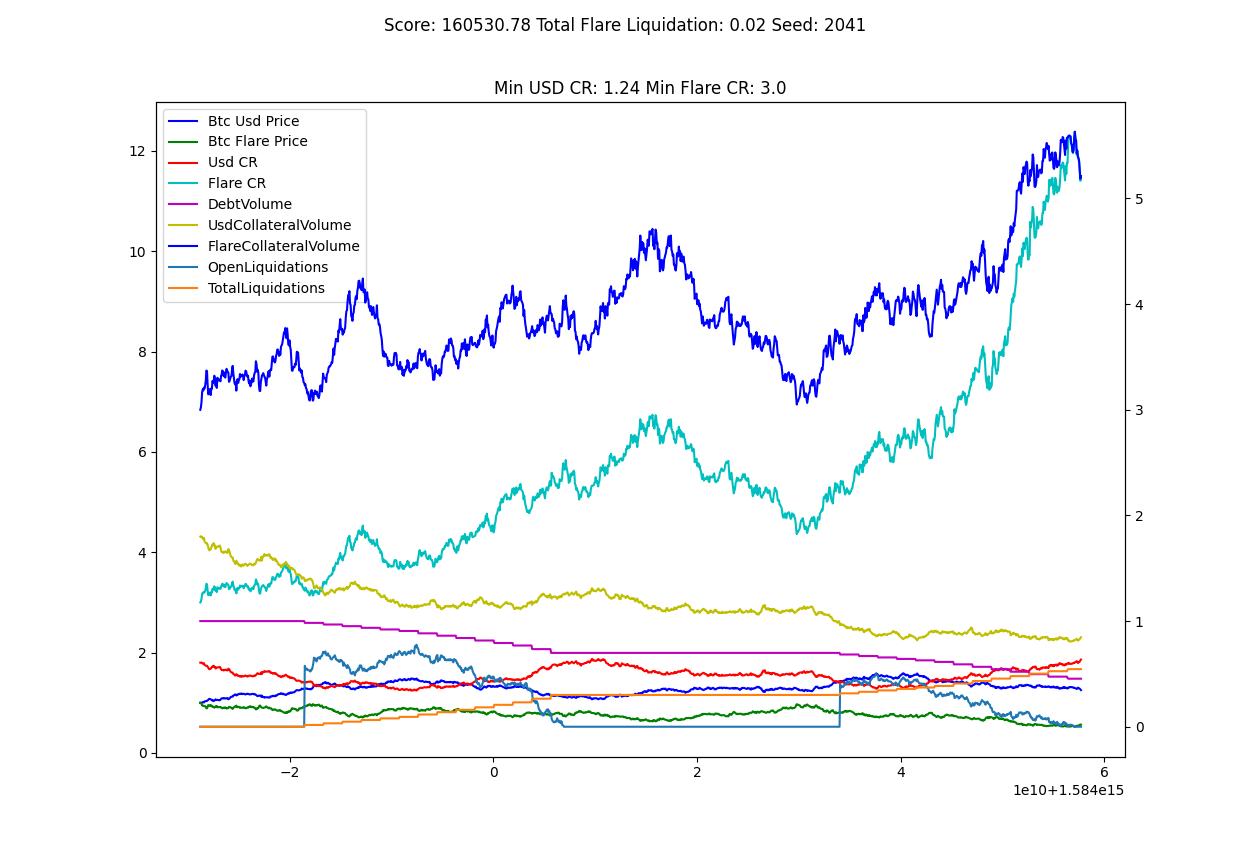 Score: 160530.78 Total Flare Liquidation: 0.02 Seed: 2041
Min USD CR: 1.24 Min Flare CR: 3.0
Btc Usd Price
Btc Flare Price
Usd CR
Flare CR
DebtVolume
UsdCollateralVolume
FlareCollateralVolume
OpenLiquidations
TotalLiquidations
12
10
8
6
4
2
0
5
4
3
2
1
0
−2 0 2 4 6
1e10+1.584e15